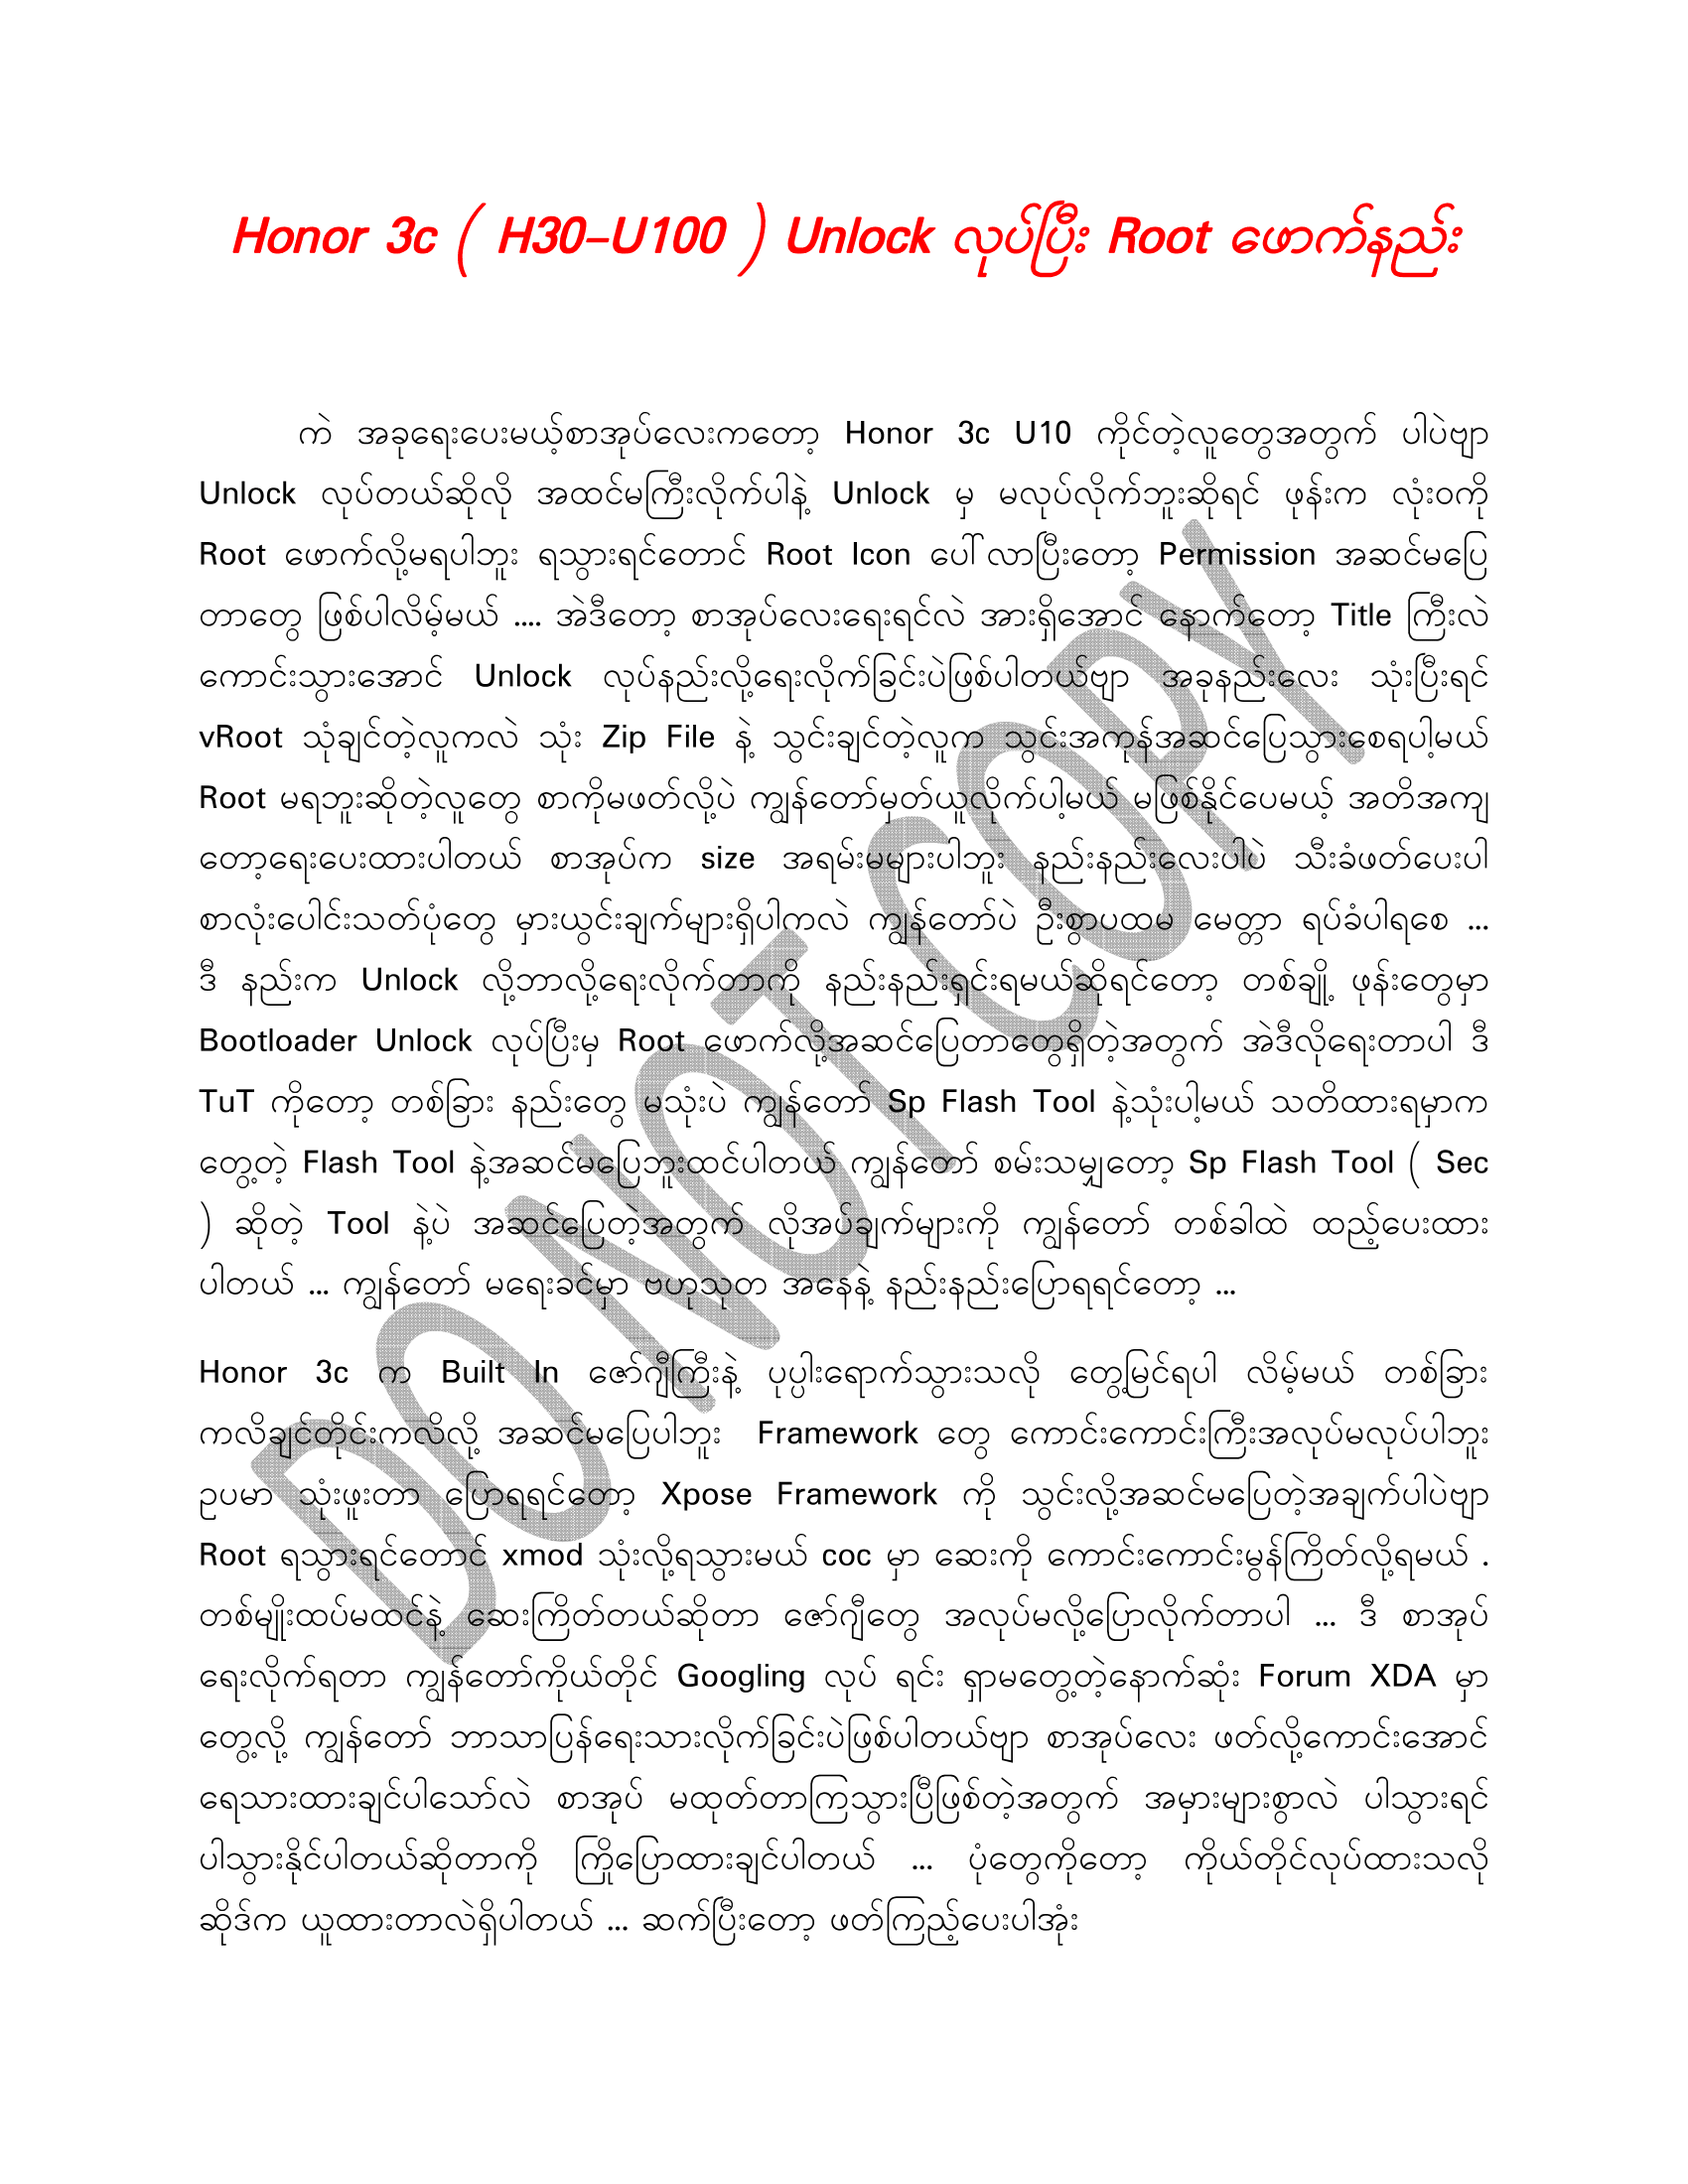 Honor 3c ( H30-U100 ) Unlock လုပ်ပြီး Root ဖောက်နည်း
ကဲ အခုရေးပေးမယ့်စာအုပ်လေးကတော့ Honor 3c U10 ကိုင်တဲ့လူတွေအတွက် ပါပဲဗျာ
Unlock လုပ်တယ်ဆိုလို အထင်မကြီးလိုက်ပါနဲ့ Unlock မှ မလုပ်လိုက်ဘူးဆိုရင် ဖုန်းက လုံးဝကို
Root ဖောက်လို့မရပါဘူး ရသွားရင်တောင် Root Icon ပေါ်လာပြီးတော့ Permission အဆင်မပြေ
တာတွေ ဖြစ်ပါလိမ့်မယ် .... အဲဒီတော့ စာအုပ်လေးရေးရင်လဲ အားရှိအောင် နောက်တော့ Title ကြီးလဲ
ကောင်းသွားအောင် Unlock လုပ်နည်းလို့ရေးလိုက်ခြင်းပဲဖြစ်ပါတယ်ဗျာ အခုနည်းလေး သုံးပြီးရင်
vRoot သုံချင်တဲ့လူကလဲ သုံး Zip File နဲ့ သွင်းချင်တဲ့လူက သွင်းအကုန်အဆင်ပြေသွားစေရပါ့မယ်
Root မရဘူးဆိုတဲ့လူတွေ စာကိုမဖတ်လို့ပဲ ကျွန်တော်မှတ်ယူလိုက်ပါ့မယ် မဖြစ်နိုင်ပေမယ့် အတိအကျ
တော့ရေးပေးထားပါတယ် စာအုပ်က size အရမ်းမများပါဘူး နည်းနည်းလေးပါပဲ သီးခံဖတ်ပေးပါ
စာလုံးပေါင်းသတ်ပုံတွေ မှားယွင်းချက်များရှိပါကလဲ ကျွန်တော်ပဲ ဦးစွာပထမ မေတ္တာ ရပ်ခံပါရစေ ...
ဒီ နည်းက Unlock လို့ဘာလို့ရေးလိုက်တာကို နည်းနည်းရှင်းရမယ်ဆိုရင်တော့ တစ်ချို့ ဖုန်းတွေမှာ
Bootloader Unlock လုပ်ပြီးမှ Root ဖောက်လို့အဆင်ပြေတာတွေရှိတဲ့အတွက် အဲဒီလိုရေးတာပါ ဒီ
TuT ကိုတော့ တစ်ခြား နည်းတွေ မသုံးပဲ ကျွန်တော် Sp Flash Tool နဲ့သုံးပါ့မယ် သတိထားရမှာက
တွေ့တဲ့ Flash Tool နဲ့အဆင်မပြေဘူးထင်ပါတယ် ကျွန်တော် စမ်းသမျှတော့ Sp Flash Tool ( Sec
) ဆိုတဲ့ Tool နဲ့ပဲ အဆင်ပြေတဲ့အတွက် လိုအပ်ချက်များကို ကျွန်တော် တစ်ခါထဲ ထည့်ပေးထား
ပါတယ် ... ကျွန်တော် မရေးခင်မှာ ဗဟုသုတ အနေနဲ့ နည်းနည်းပြောရရင်တော့ ...
Honor 3c က Built In ဇော်ဂျီကြီးနဲ့ ပုပ္ပါးရောက်သွားသလို တွေ့မြင်ရပါ လိမ့်မယ် တစ်ခြား
ကလိချင်တိုင်းကလိလို့ အဆင်မပြေပါဘူး Framework တွေ ကောင်းကောင်းကြီးအလုပ်မလုပ်ပါဘူး
ဥပမာ သုံးဖူးတာ ပြောရရင်တော့ Xpose Framework ကို သွင်းလို့အဆင်မပြေတဲ့အချက်ပါပဲဗျာ
Root ရသွားရင်တောင် xmod သုံးလို့ရသွားမယ် coc မှာ ဆေးကို ကောင်းကောင်းမွန်ကြိတ်လို့ရမယ် .
တစ်မျိုးထပ်မထင်နဲ့ ဆေးကြိတ်တယ်ဆိုတာ ဇော်ဂျီတွေ အလုပ်မလို့ပြောလိုက်တာပါ ... ဒီ စာအုပ်
ရေးလိုက်ရတာ ကျွန်တော်ကိုယ်တိုင် Googling လုပ် ရင်း ရှာမတွေ့တဲ့နောက်ဆုံး Forum XDA မှာ
တွေ့လို့ ကျွန်တော် ဘာသာပြန်ရေးသားလိုက်ခြင်းပဲဖြစ်ပါတယ်ဗျာ စာအုပ်လေး ဖတ်လို့ကောင်းအောင်
ရေသားထားချင်ပါသော်လဲ စာအုပ် မထုတ်တာကြာသွားပြီဖြစ်တဲ့အတွက် အမှားများစွာလဲ ပါသွားရင်
ပါသွားနိုင်ပါတယ်ဆိုတာကို ကြိုပြောထားချင်ပါတယ် ... ပုံတွေကိုတော့ ကိုယ်တိုင်လုပ်ထားသလို
ဆိုဒ်က ယူထားတာလဲရှိပါတယ် ... ဆက်ပြီးတော့ ဖတ်ကြည့်ပေးပါအုံး
DO NOT COPY